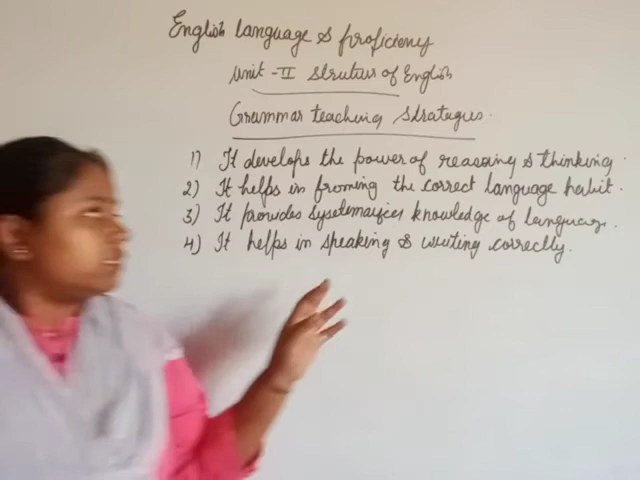 English language & proficieny
Unit-II Strutur of English
Grammar teaching Strategies.
1) It develops the power of reasoning & thinking.
2) It helps in froming the correct language habit.
3) It provides systematic knowledge of language.
4) It helps in speaking & writing correctly.